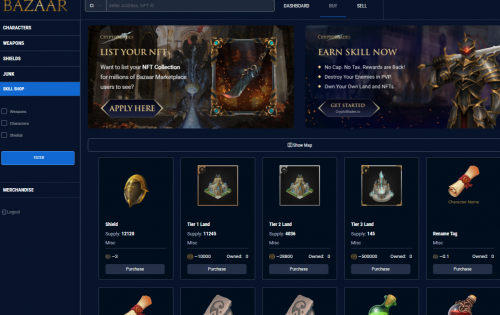 BAZAAR
Enter Address, NFT ID
DASHBOARD
BUY
SELL
CHARACTERS
WEAPONS
SHIELDS
JUNK
SKILL SHOP
Weapons
Characters
Shields
FILTER
MERCHANDISE
Logout
CRYPTOBLADES
LIST YOUR NFT
Want to list your NFT Collection
for millions of Bazaar Marketplace
users to see?
APPLY HERE
CRYPTOBLADES
EARN SKILL NOW
No Cap. No Tax. Rewards are Back!
Destroy Your Enemies in PVP
Own Your Own Land and NFTs.
GET STARTED
CryptoBlades.io
Show Map
Shield
Supply: 12120
Misc
~3
Purchase
Tier 1 Land
Supply: 11245
Misc
~10000 Owned: 0
Purchase
Tier 2 Land
Supply: 4036
Misc
Owned: 0
Purchase
Tier 3 Land
Supply: 145
Misc
~500000 Owned: 0
Purchase
Character Name
Rename Tag
Misc
~0.1 Owned: 0
Purchase